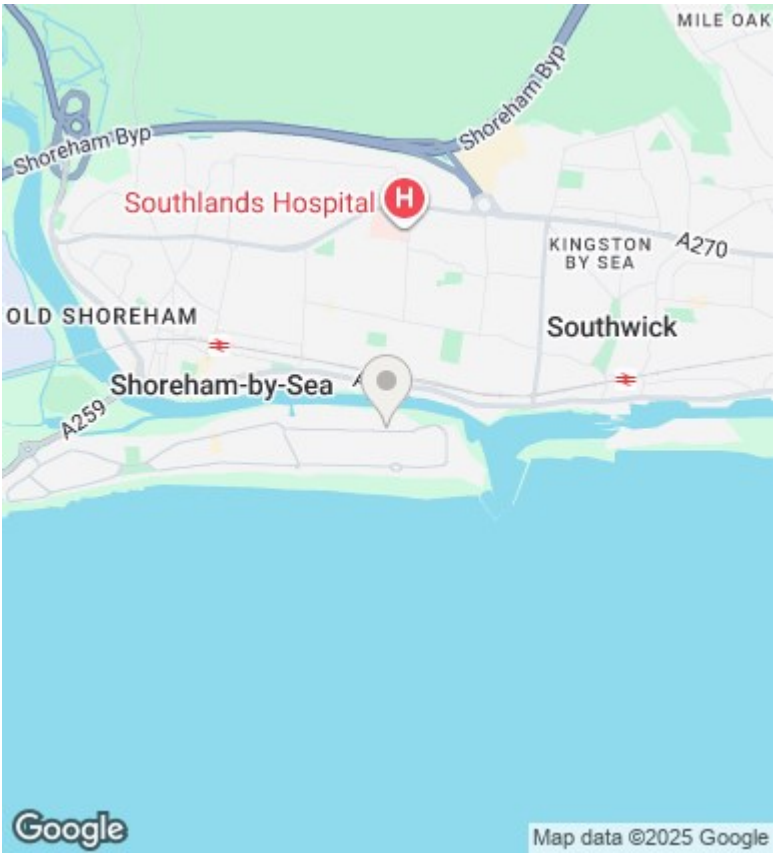 MILE OAK
Shoreham Byp
Shoreham Byp
Southlands Hospital
H
KINGSTON
BY SEA
A270
OLD SHOREHAM
Southwick
Shoreham-by-Sea
A
A259
Google
Map data ©2025 Google